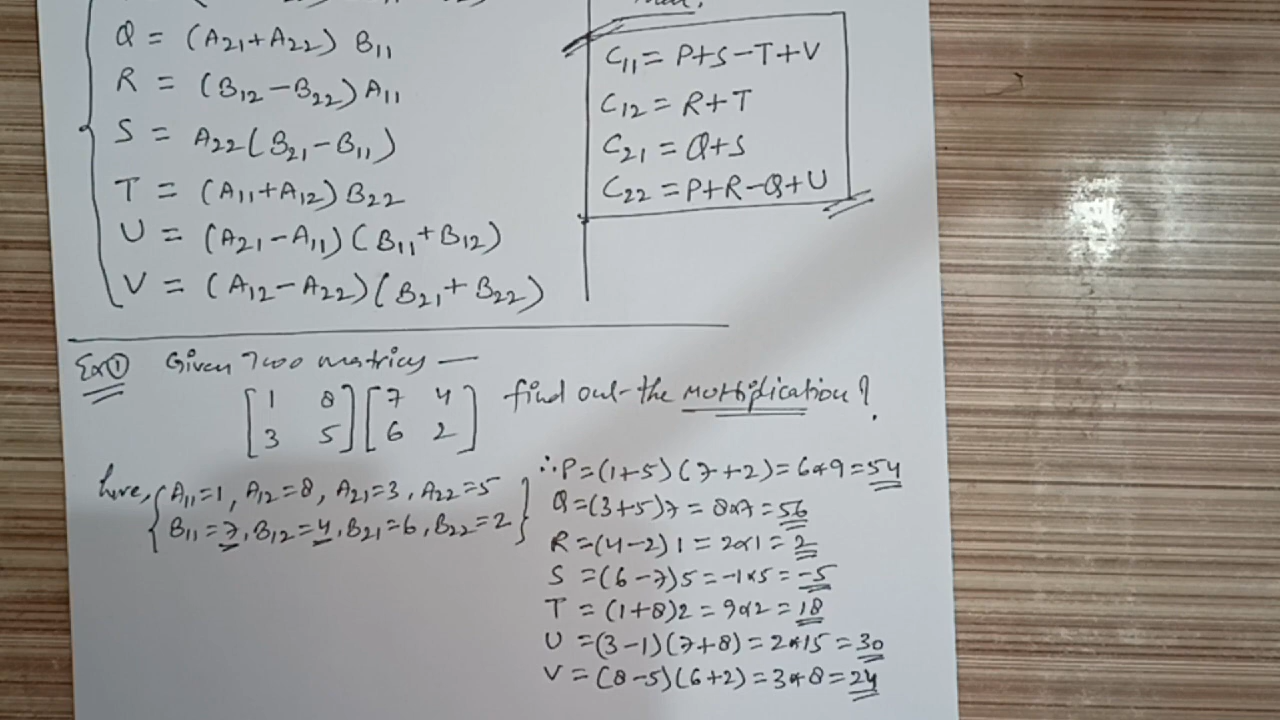 Q = (A21+A22) B11
R = (B12-B22) A11
S = A22(B21-B11)
T = (A11+A12) B22
U = (A21-A11)(B11+B12)
V = (A12-A22)(B21+B22)
C11 = P+S-T+V
C12 = R+T
C21 = Q+S
C22 = P+R-Q+U
Ex① Given Two matrices —
[1 8 [7 4
3 5] 6 2] find out the Multiplication?
here, {A11=1, A12=8, A21=3, A22=5
B11=7, B12=4, B21=6, B22=2}
∴P=(1+5)(7+2)=6*9=54
Q=(3+5)7=8*7=56
R=(4-2)1=2*1=2
S=(6-7)5=-1*5=-5
T=(1+8)2=9*2=18
U=(3-1)(7+8)=2*15=30
V=(8-5)(6+2)=3*8=24